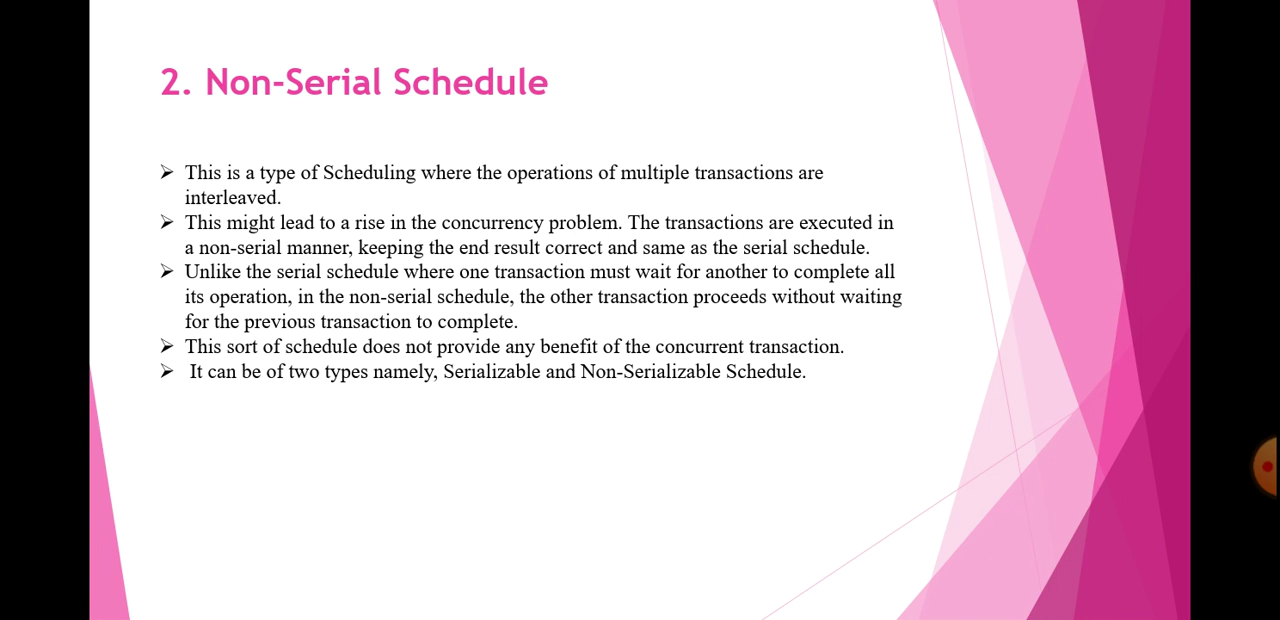 2. Non-Serial Schedule
➢ This is a type of Scheduling where the operations of multiple transactions are
interleaved.
➢ This might lead to a rise in the concurrency problem. The transactions are executed in
a non-serial manner, keeping the end result correct and same as the serial schedule.
➢ Unlike the serial schedule where one transaction must wait for another to complete all
its operation, in the non-serial schedule, the other transaction proceeds without waiting
for the previous transaction to complete.
➢ This sort of schedule does not provide any benefit of the concurrent transaction.
➢ It can be of two types namely, Serializable and Non-Serializable Schedule.